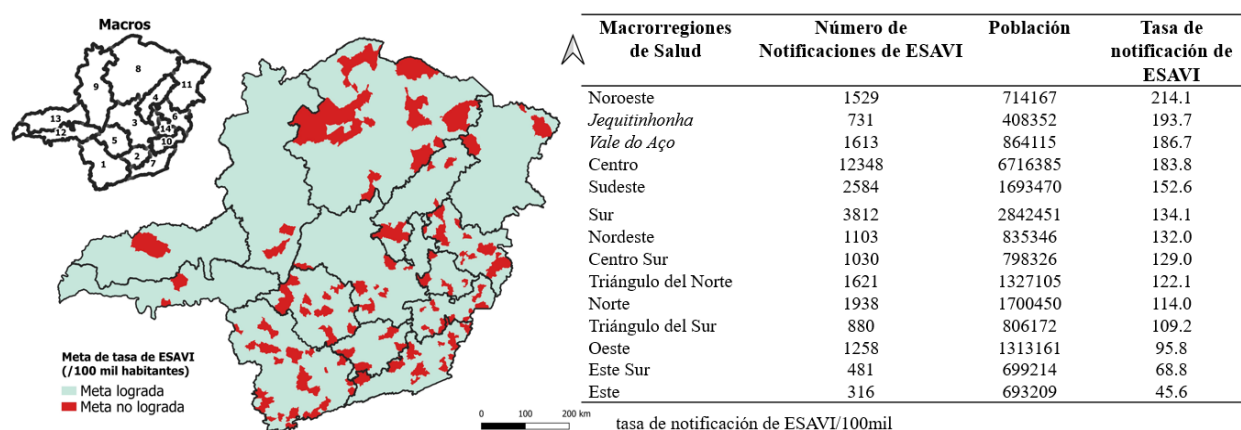 Macros
8
9
11
4
3
6
13
12
14
5
10
2
1
7
Meta de tasa de ESAVI
(/100 mil habitantes)
Meta lograda
Meta no lograda
0 100 200 km
Macrorregiones de Salud Número de Notificaciones de ESAVI Población Tasa de notificación de ESAVI
Noroeste 1529 714167 214.1
Jequitinhonha 731 408352 193.7
Vale do Aço 1613 864115 186.7
Centro 12348 6716385 183.8
Sudeste 2584 1693470 152.6
Sur 3812 2842451 134.1
Nordeste 1103 835346 132.0
Centro Sur 1030 798326 129.0
Triángulo del Norte 1621 1327105 122.1
Norte 1938 1700450 114.0
Triángulo del Sur 880 806172 109.2
Oeste 1258 1313161 95.8
Este Sur 481 699214 68.8
Este 316 693209 45.6
tasa de notificación de ESAVI/100mil